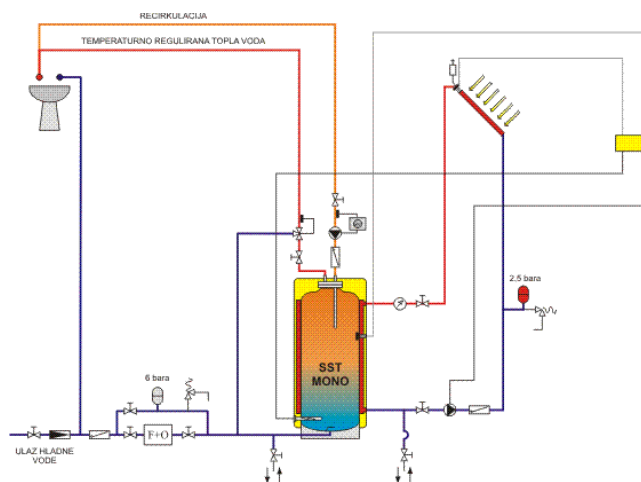 RECIRKULACIJA
TEMPERATURNO REGULIRANA TOPLA VODA
2,5 bara
SST
MONO
6 bara
F+O
ULAZ HLADNE
VODE